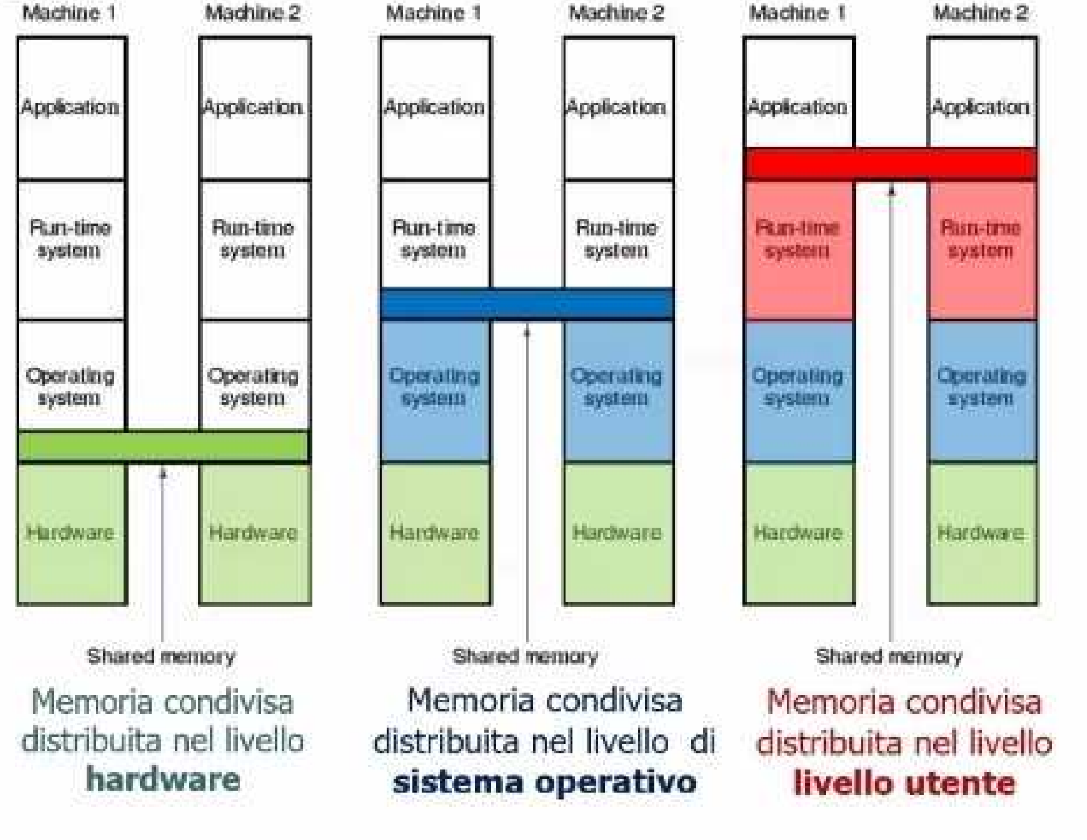 Machine 1
Machine 2
Application
Application
Run-time
system
Run-time
system
Operating
system
Operating
system
Hardware
Hardware
Shared memory
Memoria condivisa
distribuita nel livello
hardware
Machine 1
Machine 2
Application
Application
Run-time
system
Run-time
system
Operating
system
Operating
system
Hardware
Hardware
Shared memory
Memoria condivisa
distribuita nel livello di
sistema operativo
Machine 1
Machine 2
Application
Application
Run-time
system
Run-time
system
Operating
system
Operating
system
Hardware
Hardware
Shared memory
Memoria condivisa
distribuita nel livello
livello utente